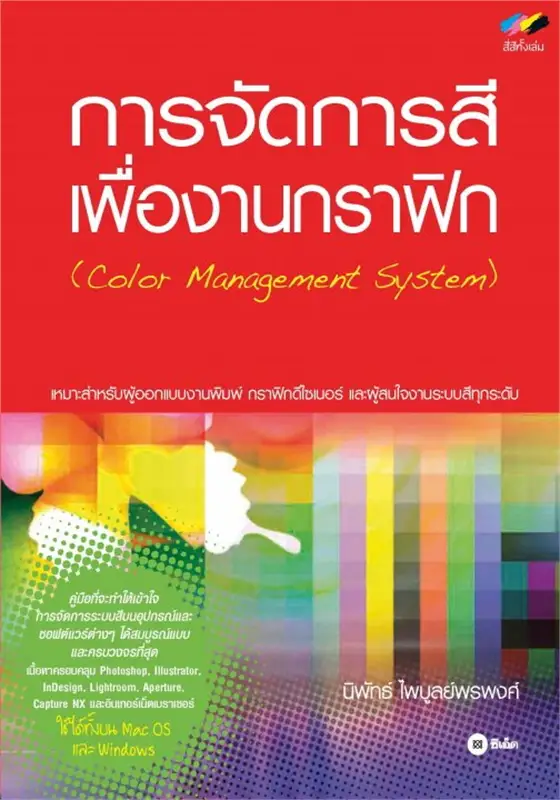 สี่สีทั้งเล่ม
การจัดการสี
เพื่องานกราฟิก
(Color Management System)
เหมาะสำหรับผู้ออกแบบงานพิมพ์ กราฟิกดีไซเนอร์ และผู้สนใจงานระบบสีทุกระดับ
คู่มือที่จะทำให้เข้าใจ
การจัดการระบบสีบนอุปกรณ์และ
ซอฟต์แวร์ต่างๆ ได้สมบูรณ์แบบ
และครบวงจรที่สุด
เนื้อหาครอบคลุม Photoshop, Illustrator,
InDesign, Lightroom, Aperture,
Capture NX และอินเทอร์เน็ตเบราเซอร์
ใช้ได้ทั้งบน Mac OS
และ Windows
นิพัทธ์ ไพบูลย์พรพงศ์
ซีเอ็ด